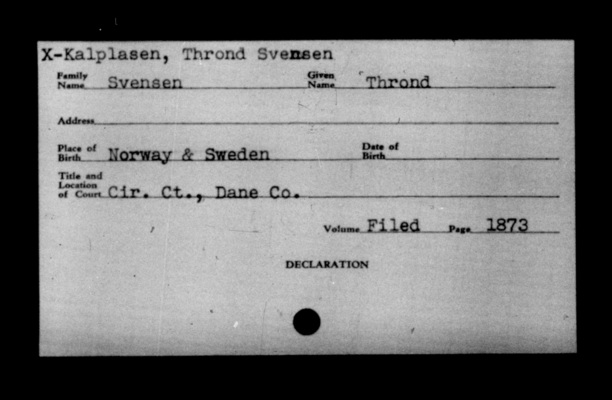 X-Kalplasen, Thrond Svensen
Family Name Svensen Given Name Thrond
Address
Place of Birth Norway & Sweden Date of Birth
Title and Location of Court Cir. Ct., Dane Co.
Volume Filed Page 1873
DECLARATION